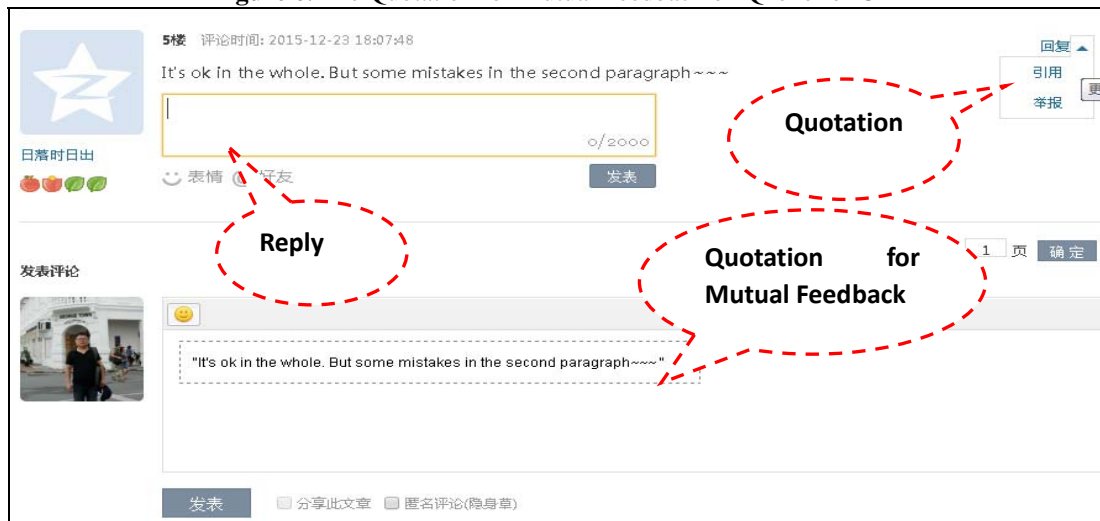 5楼 评论时间: 2015-12-23 18:07:48
回复
It's ok in the whole. But some mistakes in the second paragraph~~~
引用
举报
更
Quotation
0/2000
日落时日出
表情 @ 好友
发表
Reply
Quotation for
Mutual Feedback
1 页 确定
发表评论
"It's ok in the whole. But some mistakes in the second paragraph~~~"
发表 分享此文章 匿名评论(隐身草)